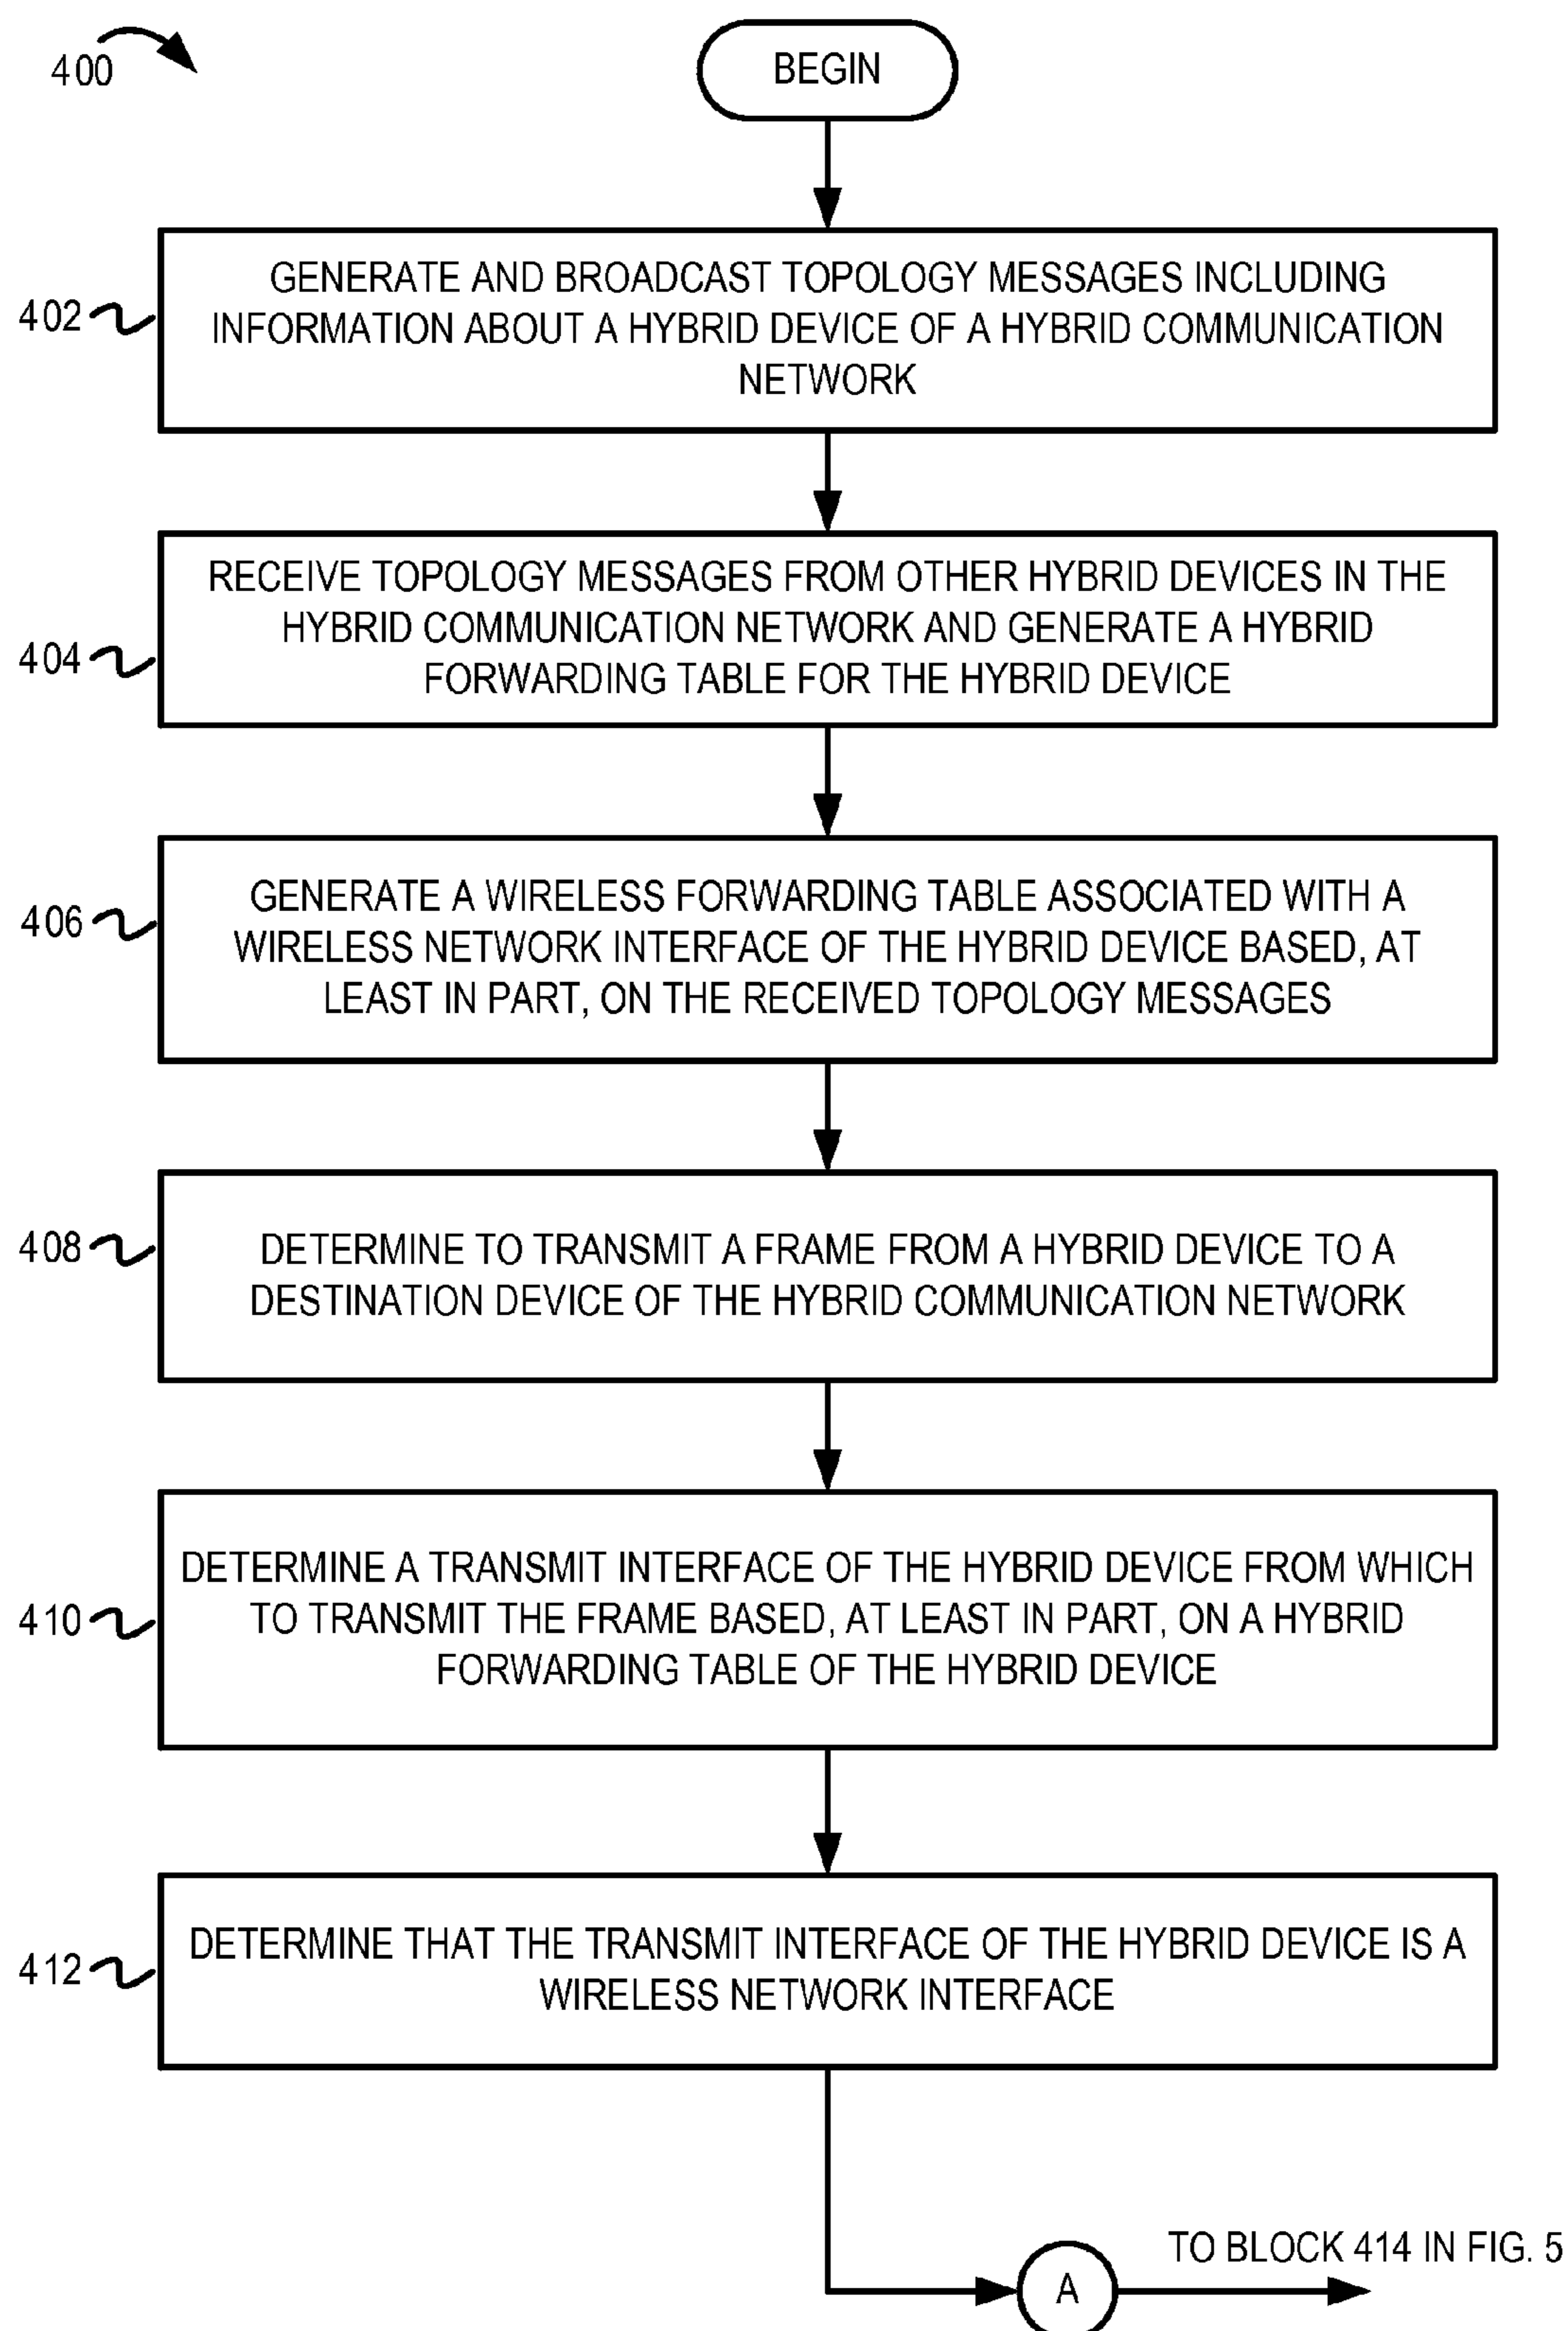 400
BEGIN
402
GENERATE AND BROADCAST TOPOLOGY MESSAGES INCLUDING
INFORMATION ABOUT A HYBRID DEVICE OF A HYBRID COMMUNICATION
NETWORK
404
RECEIVE TOPOLOGY MESSAGES FROM OTHER HYBRID DEVICES IN THE
HYBRID COMMUNICATION NETWORK AND GENERATE A HYBRID
FORWARDING TABLE FOR THE HYBRID DEVICE
406
GENERATE A WIRELESS FORWARDING TABLE ASSOCIATED WITH A
WIRELESS NETWORK INTERFACE OF THE HYBRID DEVICE BASED, AT
LEAST IN PART, ON THE RECEIVED TOPOLOGY MESSAGES
408
DETERMINE TO TRANSMIT A FRAME FROM A HYBRID DEVICE TO A
DESTINATION DEVICE OF THE HYBRID COMMUNICATION NETWORK
410
DETERMINE A TRANSMIT INTERFACE OF THE HYBRID DEVICE FROM WHICH
TO TRANSMIT THE FRAME BASED, AT LEAST IN PART, ON A HYBRID
FORWARDING TABLE OF THE HYBRID DEVICE
412
DETERMINE THAT THE TRANSMIT INTERFACE OF THE HYBRID DEVICE IS A
WIRELESS NETWORK INTERFACE
TO BLOCK 414 IN FIG. 5
A